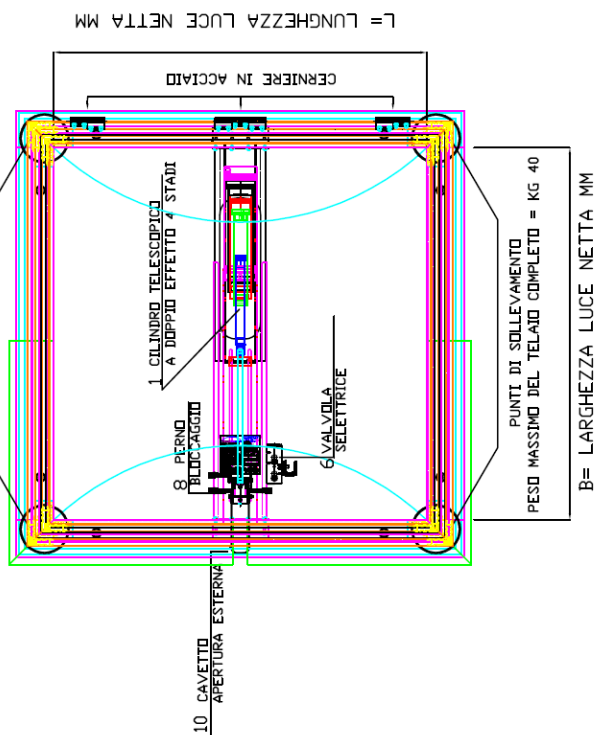 L= LUNGHEZZA LUCE NETTA MM
CERNIERE IN ACCIAIO
1 CILINDRO TELESCOPICO
A DOPPIO EFFETTO 4 STADI
8 PERNO
BLOCCAGGIO
6 VALVOLA
SELETTRICE
10 CAVETTO
APERTURA ESTERNA
PUNTI DI SOLLEVAMENTO
PESO MASSIMO DEL TELAIO COMPLETO = KG 40
B= LARGHEZZA LUCE NETTA MM